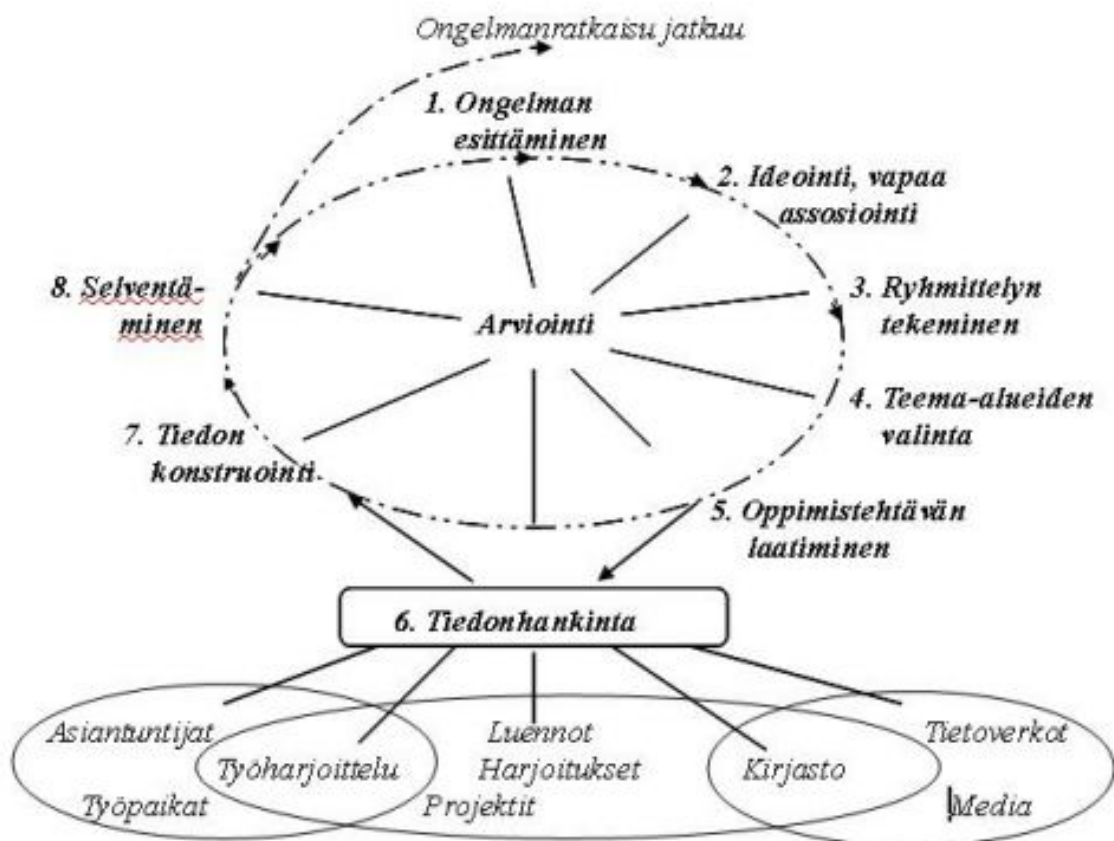 Ongelmanratkaisu jatkuu
1. Ongelman
esittäminen
2. Ideointi, vapaa
assosiointi
3. Ryhmittelyn
tekeminen
4. Teema-alueiden
valinta
5. Oppimistehtävän
laatiminen
6. Tiedonhankinta
7. Tiedon
konstruointi
8. Selventä-
minen
Arviointi
Asiantuntijat
Luennot
Tietoverkot
Työharjoittelu
Harjoitukset
Kirjasto
Työpaikat
Projektit
Media